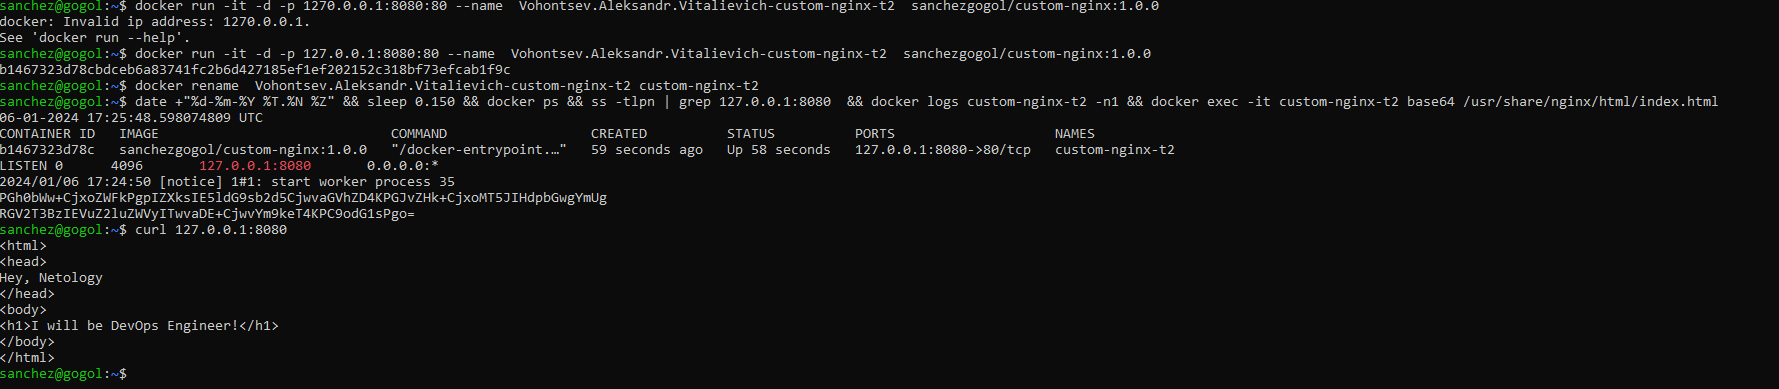 sanchez@gogol:~$ docker run -it -d -p 1270.0.0.1:8080:80 --name  Vohontsev.Aleksandr.Vitalievich-custom-nginx-t2  sanchezgogol/custom-nginx:1.0.0
docker: Invalid ip address: 1270.0.0.1.
See 'docker run --help'.
sanchez@gogol:~$ docker run -it -d -p 127.0.0.1:8080:80 --name  Vohontsev.Aleksandr.Vitalievich-custom-nginx-t2  sanchezgogol/custom-nginx:1.0.0
b1467323d78cbdceb6a83741fc2b6d427185ef1ef202152c318bf73efcab1f9c
sanchez@gogol:~$ docker rename  Vohontsev.Aleksandr.Vitalievich-custom-nginx-t2 custom-nginx-t2
sanchez@gogol:~$ date +"%d-%m-%Y %T.%N %Z" && sleep 0.150 && docker ps && ss -tlpn | grep 127.0.0.1:8080  && docker logs custom-nginx-t2 -n1 && docker exec -it custom-nginx-t2 base64 /usr/share/nginx/html/index.html
06-01-2024 17:25:48.598074809 UTC
CONTAINER ID   IMAGE                             COMMAND                  CREATED          STATUS          PORTS                    NAMES
b1467323d78c   sanchezgogol/custom-nginx:1.0.0   "/docker-entrypoint.…"   59 seconds ago   Up 58 seconds   127.0.0.1:8080->80/tcp   custom-nginx-t2
LISTEN 0      4096       127.0.0.1:8080       0.0.0.0:*
2024/01/06 17:24:50 [notice] 1#1: start worker process 35
PGh0bWw+CjxoZWFkPgpIZXksIE5ldG9sb2d5CjwvaGVhZD4KPGJvZHk+CjxoMT5JIHdpbGwgYmUg
RGV2T3BzIEVuZ2luZWVyITwvaDE+CjwvYm9keT4KPC9odG1sPgo=
sanchez@gogol:~$ curl 127.0.0.1:8080
<html>
<head>
Hey, Netology
</head>
<body>
<h1>I will be DevOps Engineer!</h1>
</body>
</html>
sanchez@gogol:~$